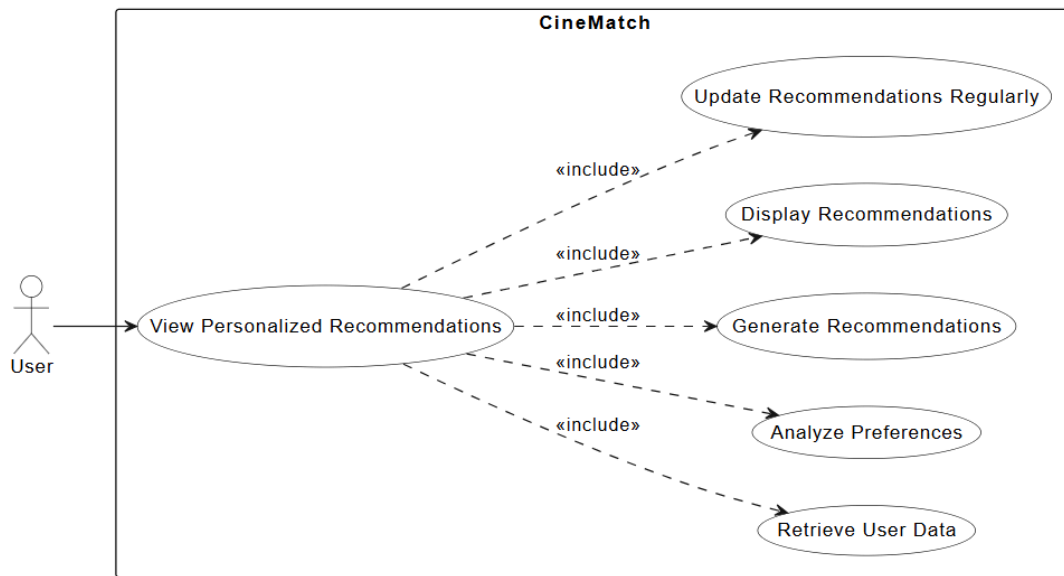 CineMatch
Update Recommendations Regularly
«include»
Display Recommendations
«include»
Generate Recommendations
«include»
View Personalized Recommendations
User
«include»
Analyze Preferences
«include»
Retrieve User Data